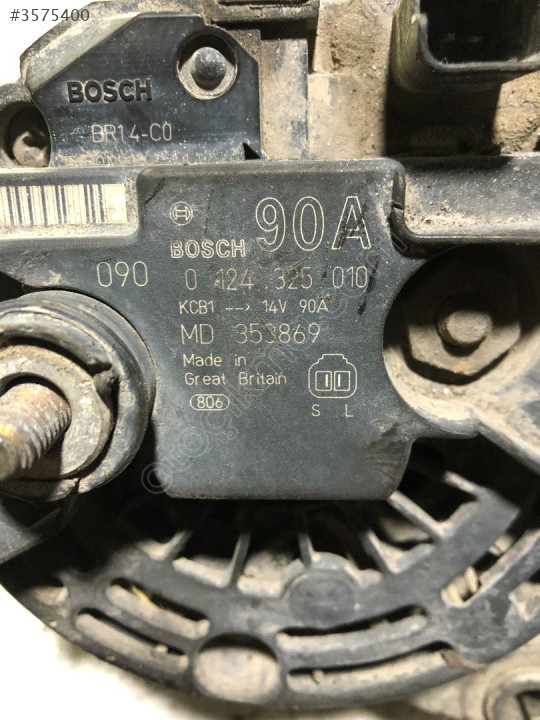 #3575400
BOSCH
BR14-C0
BOSCH 90A
090 0 124 325 010
KCB1 --> 14V 90A
MD 353869
Made in
Great Britain
806
S L